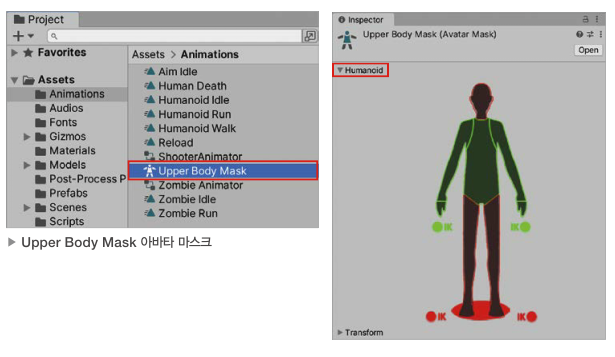 Project
Favorites
Assets
Animations
Audios
Fonts
Gizmos
Materials
Models
Post-Process P
Prefabs
Scenes
Scripts
Assets > Animations
Aim Idle
Human Death
Humanoid Idle
Humanoid Run
Humanoid Walk
Reload
ShooterAnimator
Upper Body Mask
Zombie Animator
Zombie Idle
Zombie Run
▶ Upper Body Mask 아바타 마스크
Inspector
Upper Body Mask (Avatar Mask)
Open
Humanoid
IK IK
IK IK
Transform